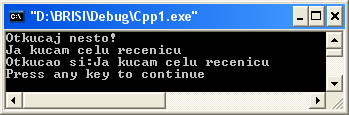 "D:\BRISI\Debug\Cpp1.exe"
Otkucaj nesto!
Ja kucam celu recenicu
Otkucao si:Ja kucam celu recenicu
Press any key to continue